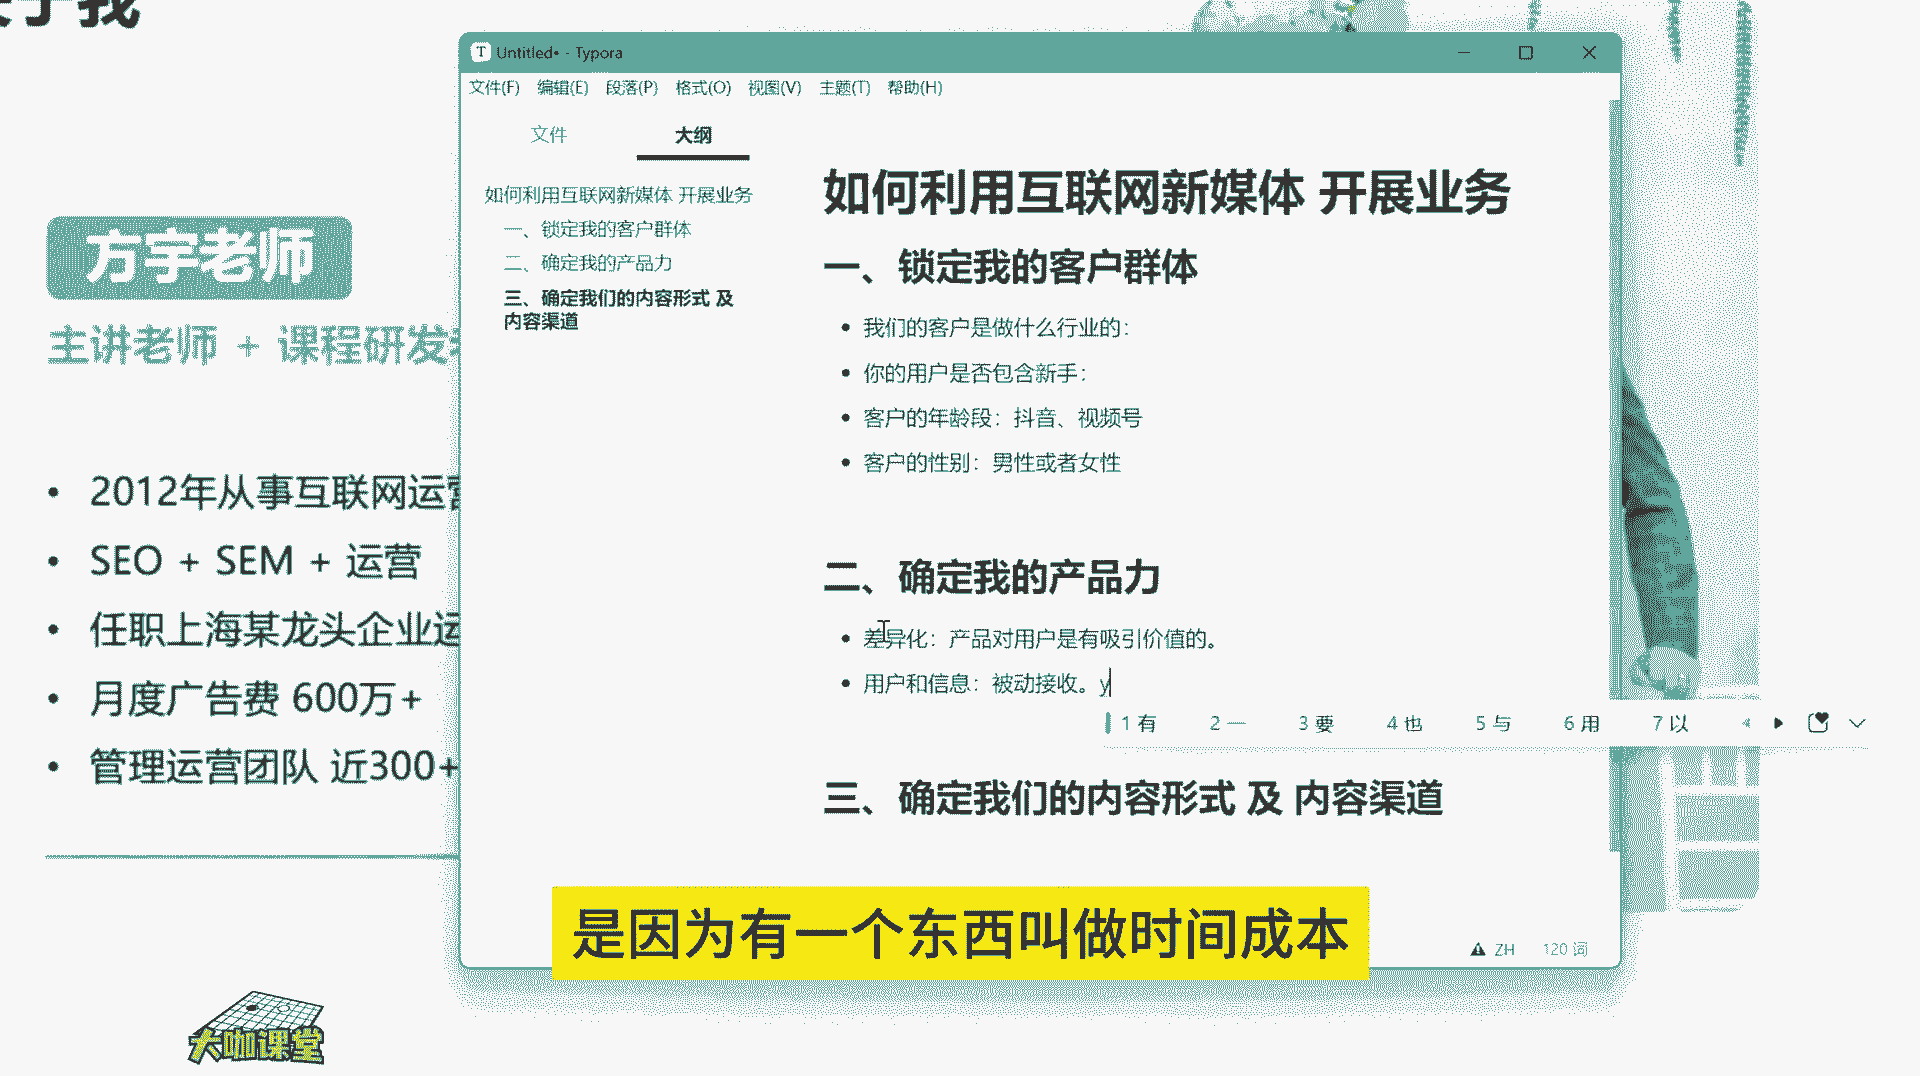 于我
方宇老师
主讲老师 + 课程研发
2012年从事互联网运营
SEO + SEM + 运营
任职上海某龙头企业运
月度广告费 600万+
管理运营团队 近300+
大咖课堂
T Untitled• - Typora
文件(F) 编辑(E) 段落(P) 格式(O) 视图(V) 主题(T) 帮助(H)
文件 大纲
如何利用互联网新媒体 开展业务
一、锁定我的客户群体
二、确定我的产品力
三、确定我们的内容形式 及
内容渠道
如何利用互联网新媒体 开展业务
一、锁定我的客户群体
• 我们的客户是做什么行业的：
• 你的用户是否包含新手：
• 客户的年龄段：抖音、视频号
• 客户的性别：男性或者女性
二、确定我的产品力
• 差异化：产品对用户是有吸引价值的。
• 用户和信息：被动接收。y
1 有 2 一 3 要 4 也 5 与 6 用 7 以
三、确定我们的内容形式 及 内容渠道
是因为有一个东西叫做时间成本
ZH 120 词